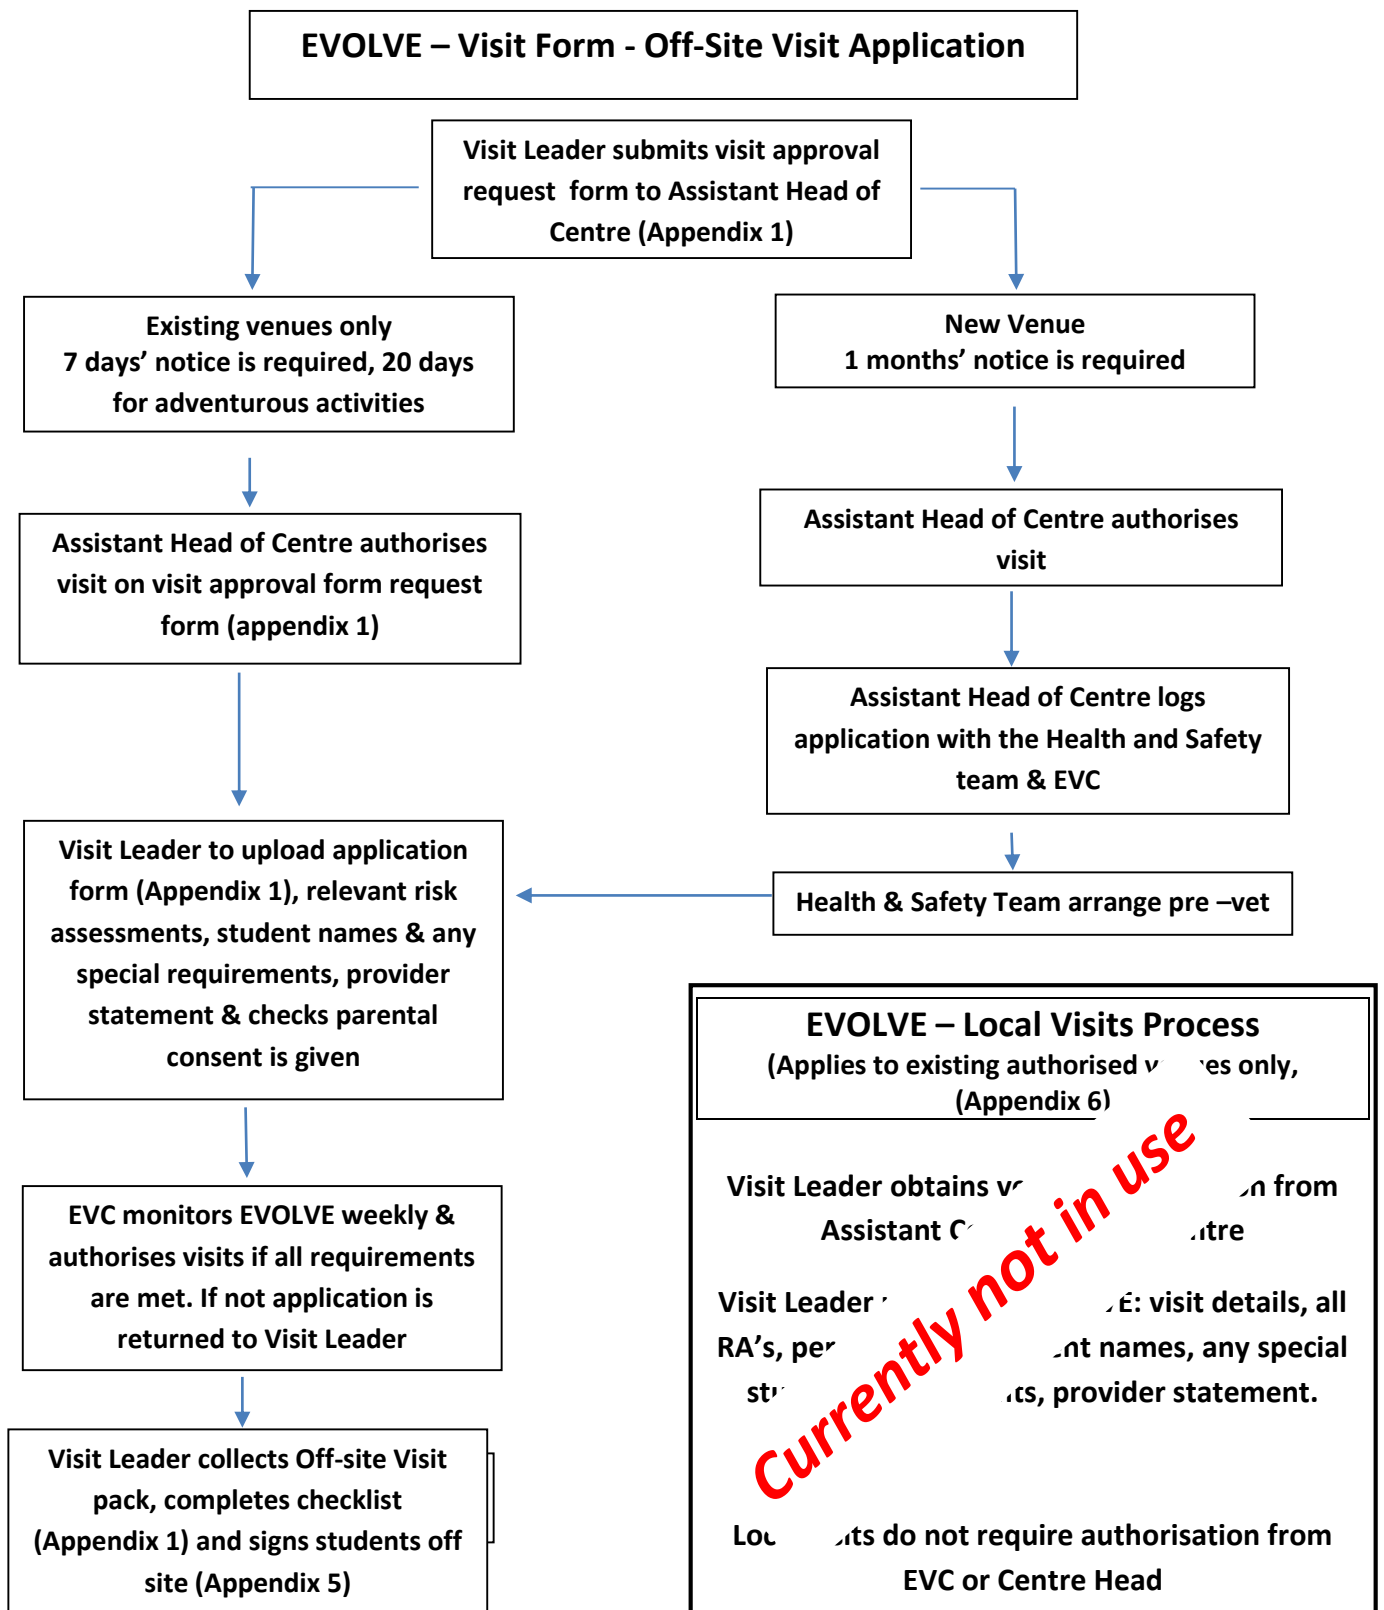 EVOLVE – Visit Form - Off-Site Visit Application
Visit Leader submits visit approval
request form to Assistant Head of
Centre (Appendix 1)
Existing venues only
7 days’ notice is required, 20 days
for adventurous activities
New Venue
1 months’ notice is required
Assistant Head of Centre authorises
visit on visit approval form request
form (appendix 1)
Assistant Head of Centre authorises
visit
Assistant Head of Centre logs
application with the Health and Safety
team & EVC
Health & Safety Team arrange pre –vet
Visit Leader to upload application
form (Appendix 1), relevant risk
assessments, student names & any
special requirements, provider
statement & checks parental
consent is given
EVC monitors EVOLVE weekly &
authorises visits if all requirements
are met. If not application is
returned to Visit Leader
Visit Leader collects Off-site Visit
pack, completes checklist
(Appendix 1) and signs students off
site (Appendix 5)
EVOLVE – Local Visits Process
(Applies to existing authorised only,
(Appendix 6)
Visit Leader obtains from
Assistant
Visit Leader visit details, all
RA’s, names, any special
provider statement.
do not require authorisation from
EVC or Centre Head
Currently not in use